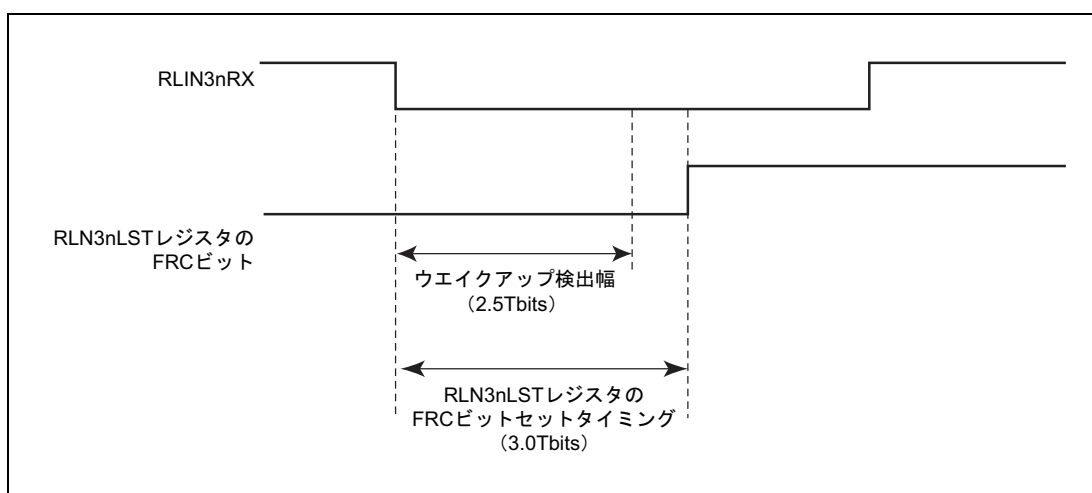 RLIN3nRX
RLN3nLSTレジスタの
FRCビット
ウエイクアップ検出幅
（2.5Tbits）
RLN3nLSTレジスタの
FRCビットセットタイミング
（3.0Tbits）